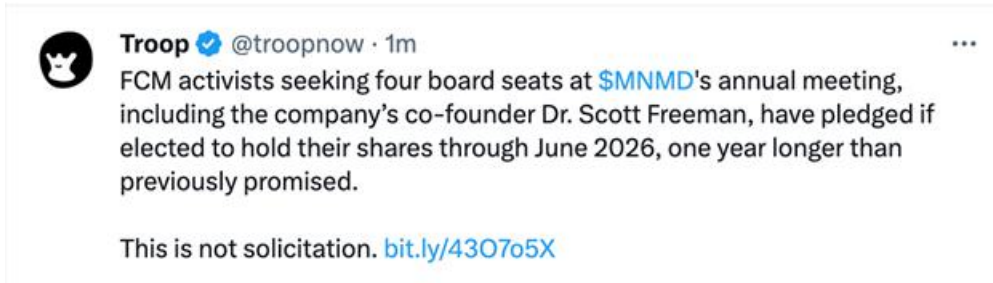 Troop @troopnow · 1m
FCM activists seeking four board seats at $MNMD's annual meeting,
including the company’s co-founder Dr. Scott Freeman, have pledged if
elected to hold their shares through June 2026, one year longer than
previously promised.
This is not solicitation. bit.ly/43O7o5X